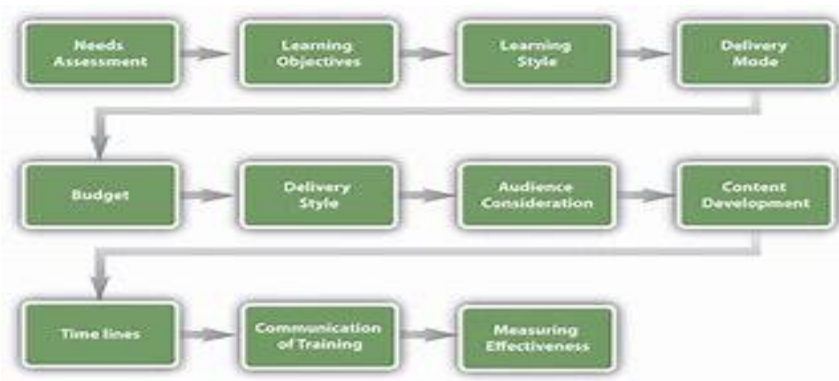 Needs
Assessment
Learning
Objectives
Learning
Style
Delivery
Mode
Budget
Delivery
Style
Audience
Consideration
Content
Development
Time lines
Communication
of Training
Measuring
Effectiveness